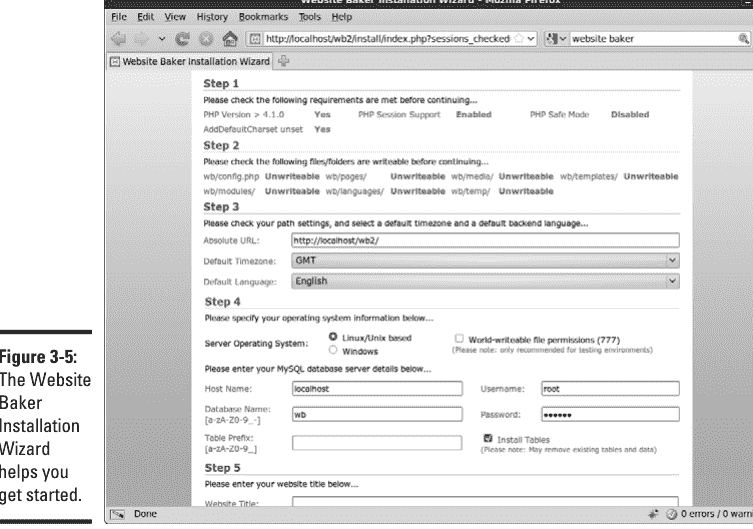 Website Baker Installation Wizard - Mozilla Firefox
File Edit View History Bookmarks Tools Help
http://localhost/wb2/install/index.php?sessions_checked
website baker
Website Baker Installation Wizard
Step 1
Please check the following requirements are met before continuing...
PHP Version > 4.1.0 Yes PHP Session Support Enabled PHP Safe Mode Disabled
AddDefaultCharset unset Yes
Step 2
Please check the following files/folders are writeable before continuing...
wb/config.php Unwriteable wb/pages/ Unwriteable wb/media/ Unwriteable wb/templates/ Unwriteable
wb/modules/ Unwriteable wb/languages/ Unwriteable wb/temp/ Unwriteable
Step 3
Please check your path settings, and select a default timezone and a default backend language...
Absolute URL: http://localhost/wb2/
Default Timezone: GMT
Default Language: English
Step 4
Please specify your operating system information below...
Server Operating System: Linux/Unix based World-writeable file permissions (777)
Windows (Please note: only recommended for testing environments)
Please enter your MySQL database server details below...
Host Name: localhost Username: root
Database Name: wb Password: ••••••
[a-zA-Z0-9_-]
Table Prefix: Install Tables
[a-zA-Z0-9_] (Please note: May remove existing tables and data)
Step 5
Please enter your website title below...
Website Title:
Done 0 errors / 0 warn
Figure 3-5:
The Website
Baker
Installation
Wizard
helps you
get started.